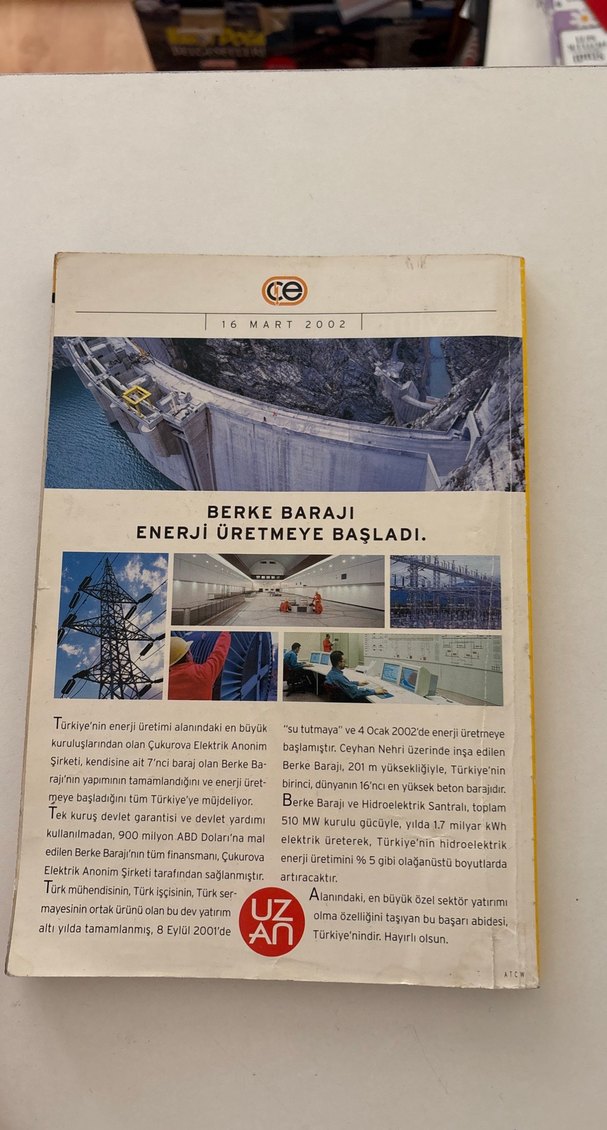 çe
16 MART 2002
BERKE BARAJI
ENERJİ ÜRETMEYE BAŞLADI.
Türkiye'nin enerji üretimi alanındaki en büyük
kuruluşlarından olan Çukurova Elektrik Anonim
Şirketi, kendisine ait 7'nci baraj olan Berke Ba-
rajı'nın yapımının tamamlandığını ve enerji üret-
meye başladığını tüm Türkiye'ye müjdeliyor.
Tek kuruş devlet garantisi ve devlet yardımı
kullanılmadan, 900 milyon ABD Doları'na mal
edilen Berke Barajı'nın tüm finansmanı, Çukurova
Elektrik Anonim Şirketi tarafından sağlanmıştır.
Türk mühendisinin, Türk işçisinin, Türk ser-
mayesinin ortak ürünü olan bu dev yatırım
altı yılda tamamlanmış, 8 Eylül 2001'de
"su tutmaya" ve 4 Ocak 2002'de enerji üretmeye
başlamıştır. Ceyhan Nehri üzerinde inşa edilen
Berke Barajı, 201 m yüksekliğiyle, Türkiye'nin
birinci, dünyanın 16'ncı en yüksek beton barajıdır.
Berke Barajı ve Hidroelektrik Santralı, toplam
510 MW kurulu gücüyle, yılda 1.7 milyar kWh
elektrik üreterek, Türkiye'nin hidroelektrik
enerji üretimini % 5 gibi olağanüstü boyutlarda
artıracaktır.
Alanındaki, en büyük özel sektör yatırımı
olma özelliğini taşıyan bu başarı abidesi,
Türkiye'nindir. Hayırlı olsun.
UZ
AN
ATCW